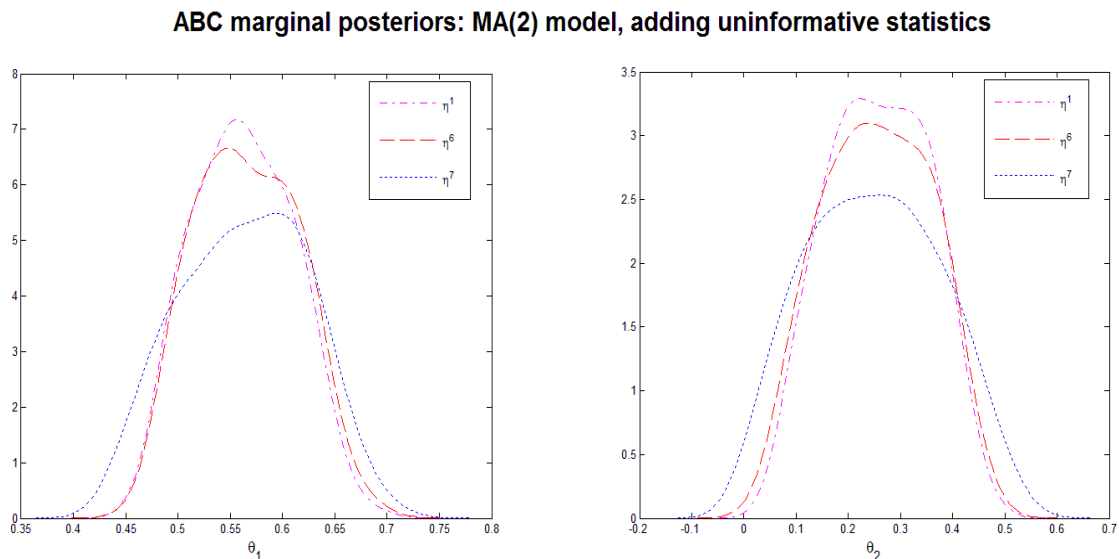 ABC marginal posteriors: MA(2) model, adding uninformative statistics
8
7
6
5
4
3
2
1
0
0.35 0.4 0.45 0.5 0.55 0.6 0.65 0.7 0.75 0.8
θ1
η1
η6
η7
3.5
3
2.5
2
1.5
1
0.5
0
-0.2 -0.1 0 0.1 0.2 0.3 0.4 0.5 0.6 0.7
θ2
η1
η6
η7